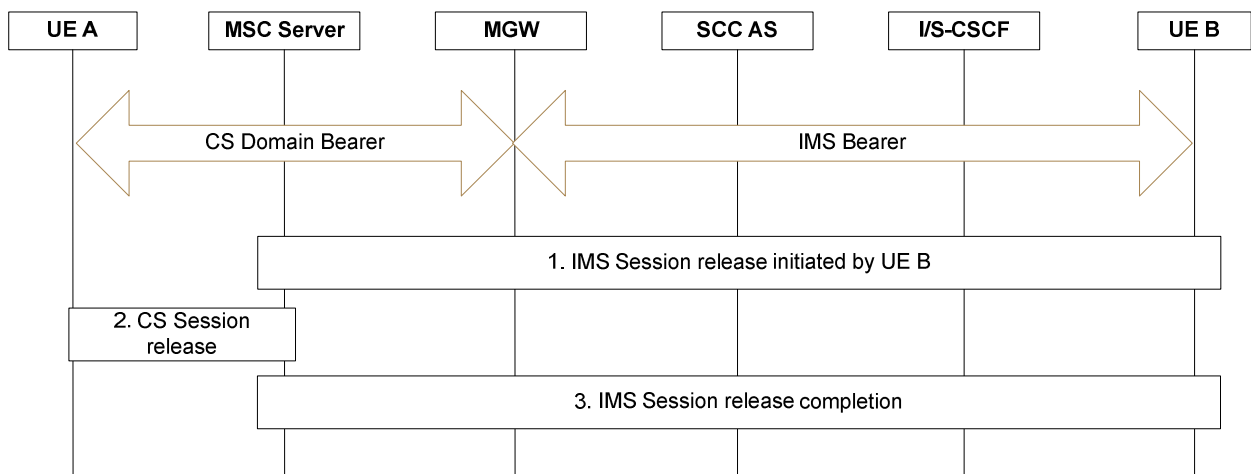 UE A
MSC Server
MGW
SCC AS
I/S-CSCF
UE B
CS Domain Bearer
IMS Bearer
1. IMS Session release initiated by UE B
2. CS Session
release
3. IMS Session release completion